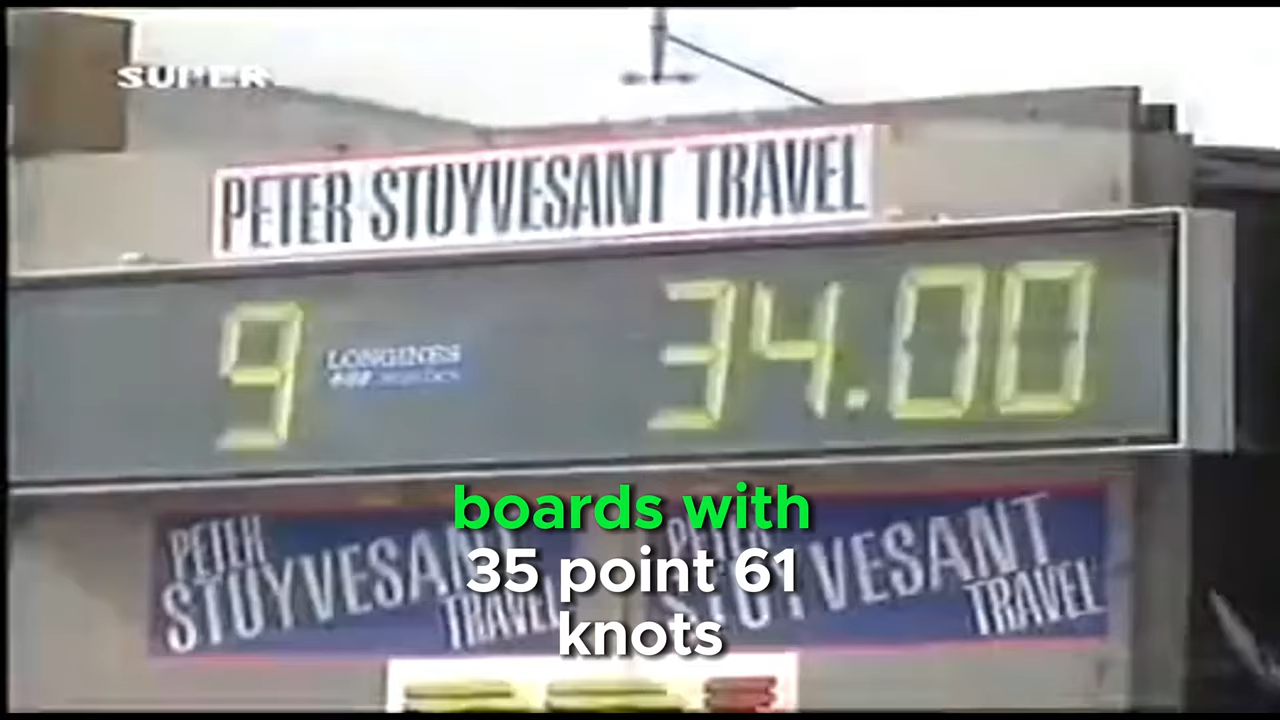 SUPER
PETER STUYVESANT TRAVEL
9 LONGINES 34.00
PETER STUYVESANT TRAVEL
PETER STUYVESANT TRAVEL
boards with
35 point 61
knots